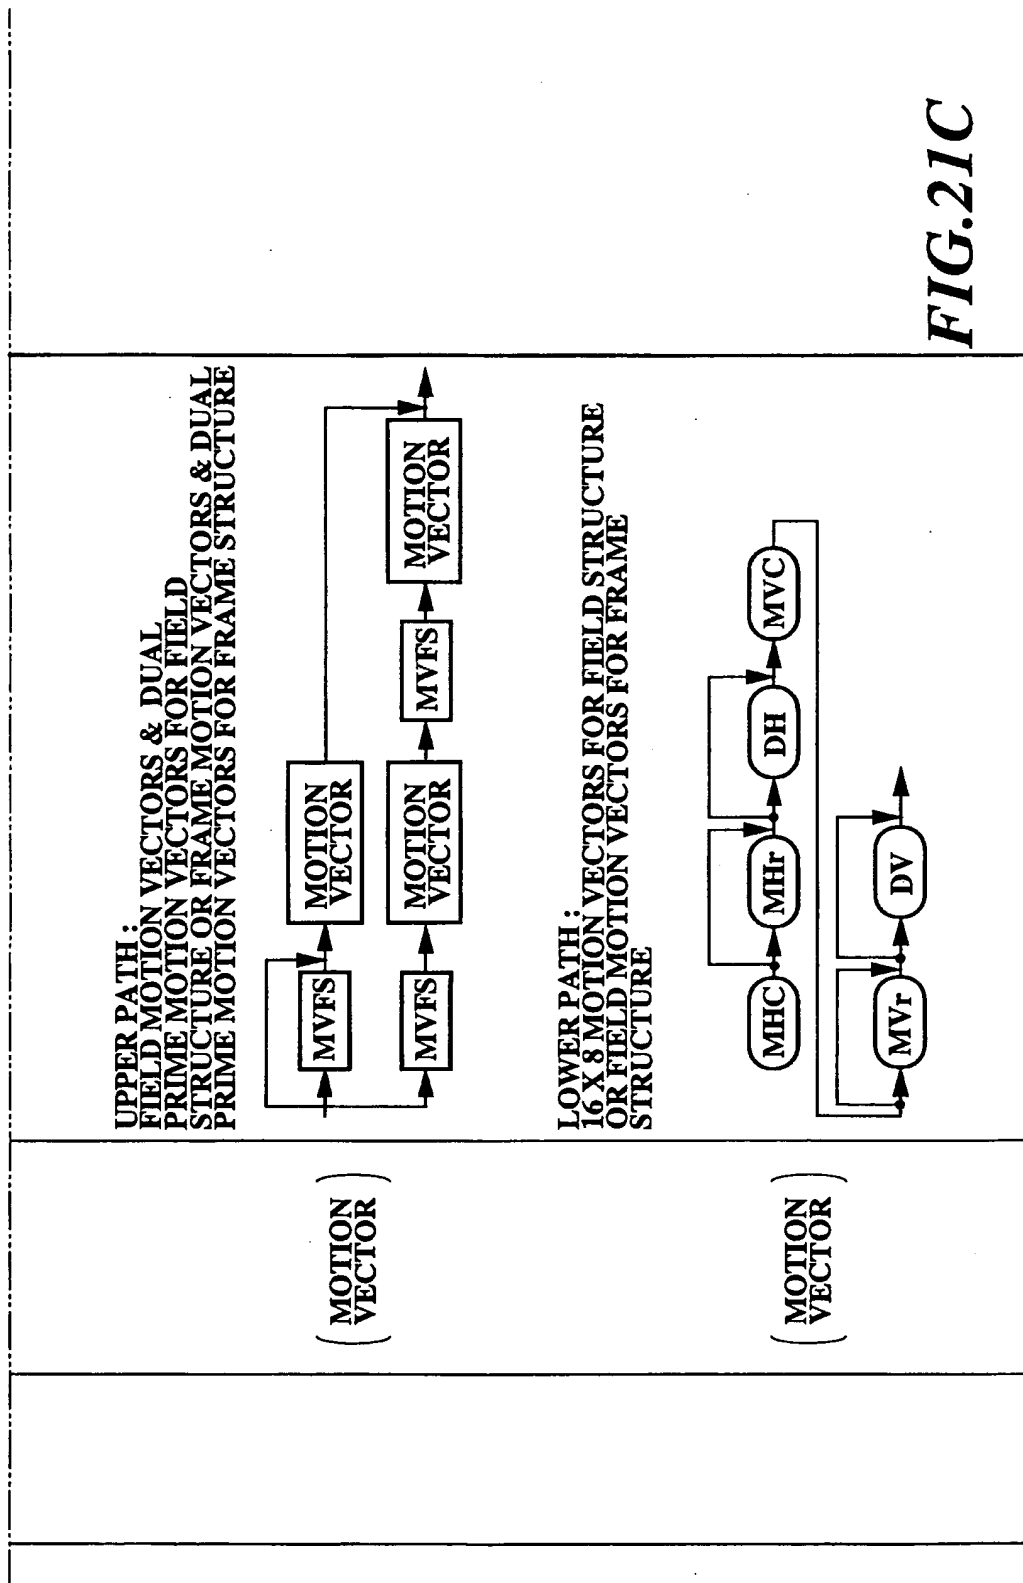 UPPER PATH :
FIELD MOTION VECTORS & DUAL
PRIME MOTION VECTORS FOR FIELD
STRUCTURE OR FRAME MOTION VECTORS & DUAL
PRIME MOTION VECTORS FOR FRAME STRUCTURE
(MOTION
VECTOR)
MVFS
MOTION
VECTOR
MVFS
MOTION
VECTOR
MVFS
MOTION
VECTOR
LOWER PATH :
16 X 8 MOTION VECTORS FOR FIELD STRUCTURE
OR FIELD MOTION VECTORS FOR FRAME
STRUCTURE
(MOTION
VECTOR)
MHC
MHr
DH
MVC
MVr
DV
FIG.21C